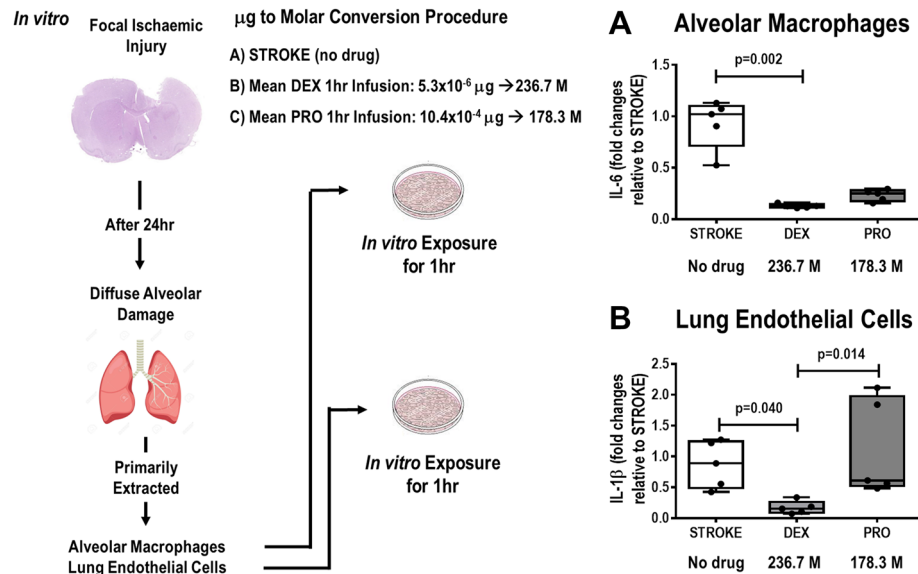 In vitro
Focal Ischaemic
Injury
After 24hr
Diffuse Alveolar
Damage
Primarily
Extracted
Alveolar Macrophages
Lung Endothelial Cells
μg to Molar Conversion Procedure
A) STROKE (no drug)
B) Mean DEX 1hr Infusion: 5.3x10⁻⁶ μg →236.7 M
C) Mean PRO 1hr Infusion: 10.4x10⁻⁴ μg → 178.3 M
In vitro Exposure
for 1hr
In vitro Exposure
for 1hr
A Alveolar Macrophages
IL-6 (fold changes
relative to STROKE)
1.5
1.0
0.5
0.0
p=0.002
STROKE DEX PRO
No drug 236.7 M 178.3 M
B Lung Endothelial Cells
IL-1β (fold changes
relative to STROKE)
2.5
2.0
1.5
1.0
0.5
0.0
p=0.014
p=0.040
STROKE DEX PRO
No drug 236.7 M 178.3 M